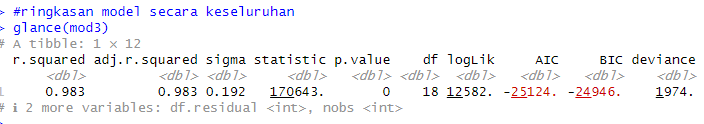 > #ringkasan model secara keseluruhan
> glance(mod3)
# A tibble: 1 × 12
r.squared adj.r.squared sigma statistic p.value df logLik AIC BIC deviance
<dbl> <dbl> <dbl> <dbl> <dbl> <dbl> <dbl> <dbl> <dbl> <dbl>
1 0.983 0.983 0.192 170643. 0 18 12582. -25124. -24946. 1974.
# ℹ 2 more variables: df.residual <int>, nobs <int>
>